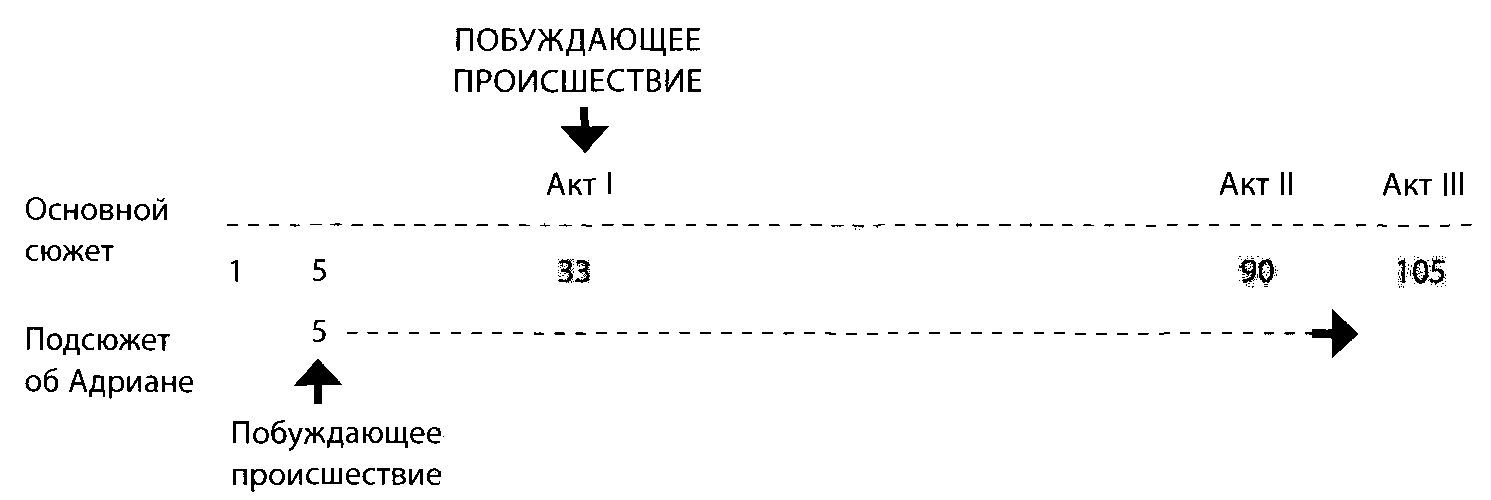 ПОБУЖДАЮЩЕЕ
ПРОИСШЕСТВИЕ
Акт I Акт II Акт III
Основной
сюжет
1 5 33 90 105
5
Подсюжет
об Адриане
Побуждающее
происшествие